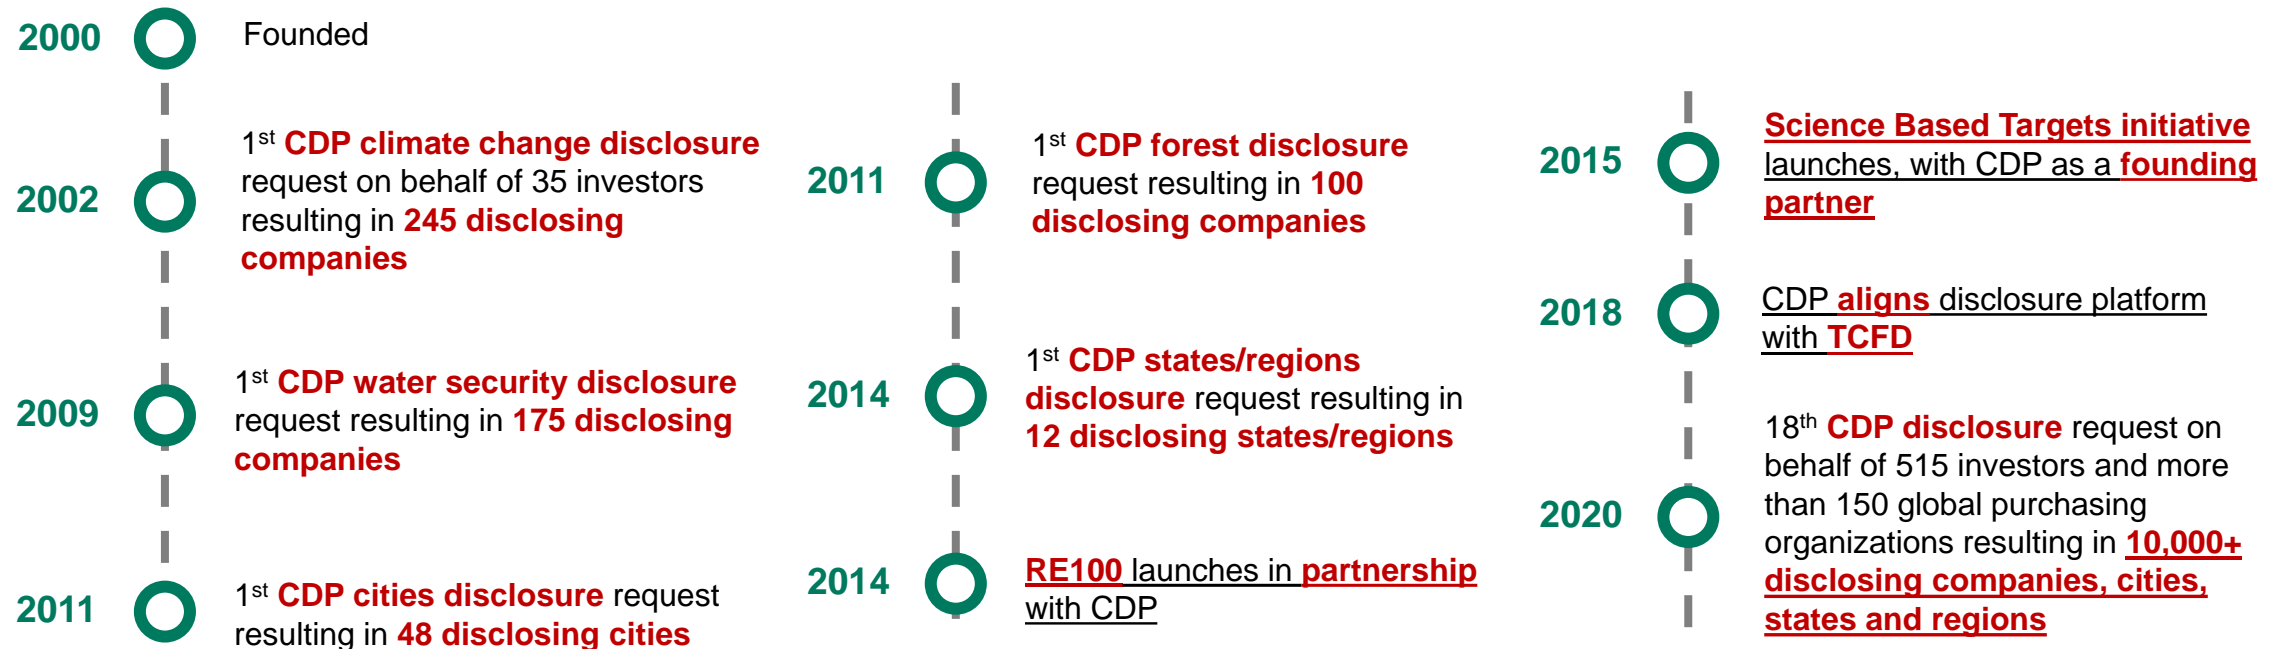 2000
Founded
2002
1st CDP climate change disclosure
request on behalf of 35 investors
resulting in 245 disclosing
companies
2009
1st CDP water security disclosure
request resulting in 175 disclosing
companies
2011
1st CDP cities disclosure request
resulting in 48 disclosing cities
2011
1st CDP forest disclosure
request resulting in 100
disclosing companies
2014
1st CDP states/regions
disclosure request resulting in
12 disclosing states/regions
2014
RE100 launches in partnership
with CDP
2015
Science Based Targets initiative
launches, with CDP as a founding
partner
2018
CDP aligns disclosure platform
with TCFD
2020
18th CDP disclosure request on
behalf of 515 investors and more
than 150 global purchasing
organizations resulting in 10,000+
disclosing companies, cities,
states and regions